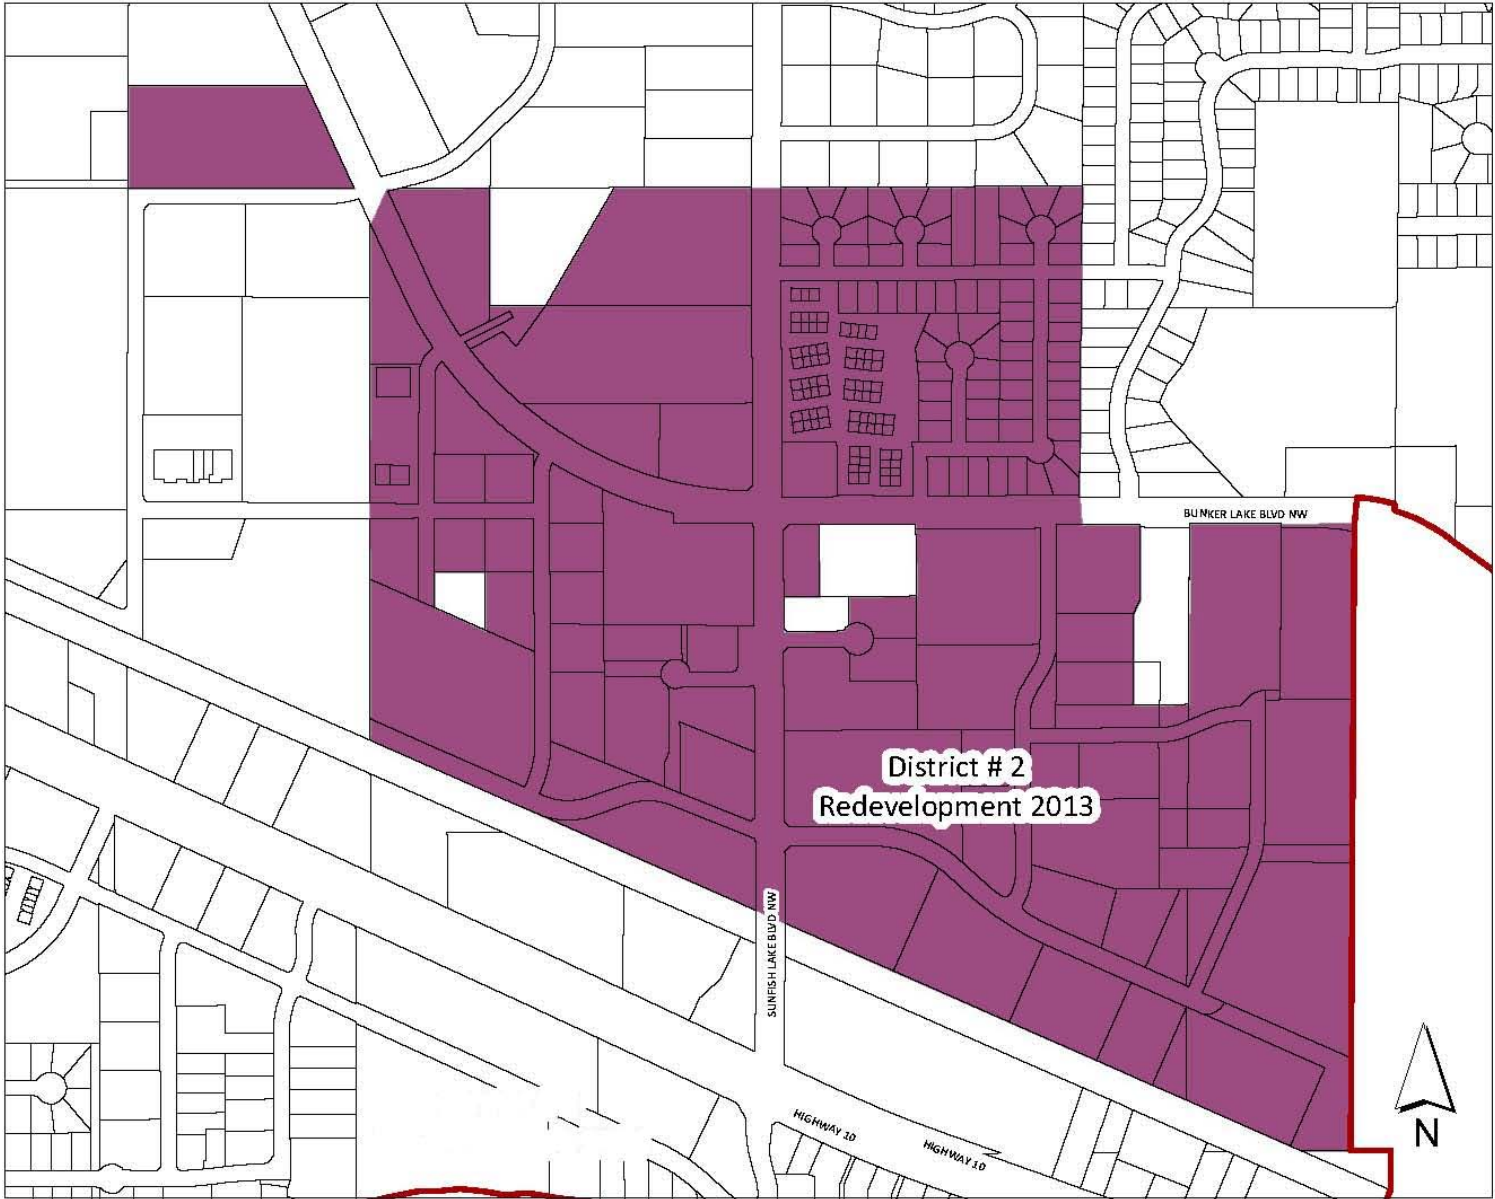 BUNKER LAKE BLVD NW
District # 2
Redevelopment 2013
SUNFISH LAKE BLVD NW
HIGHWAY 10
HIGHWAY 10
N